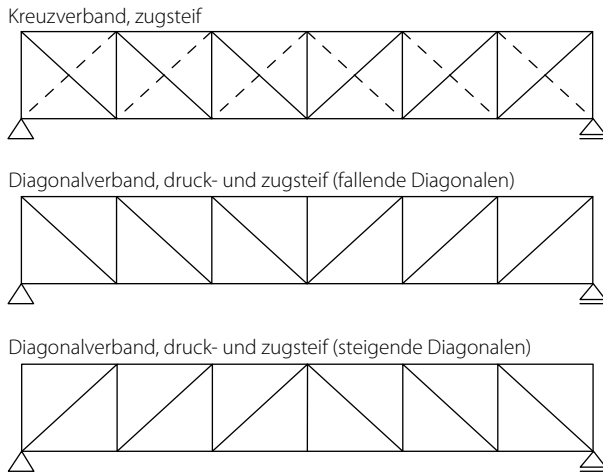 Kreuzverband, zugsteif
Diagonalverband, druck- und zugsteif (fallende Diagonalen)
Diagonalverband, druck- und zugsteif (steigende Diagonalen)